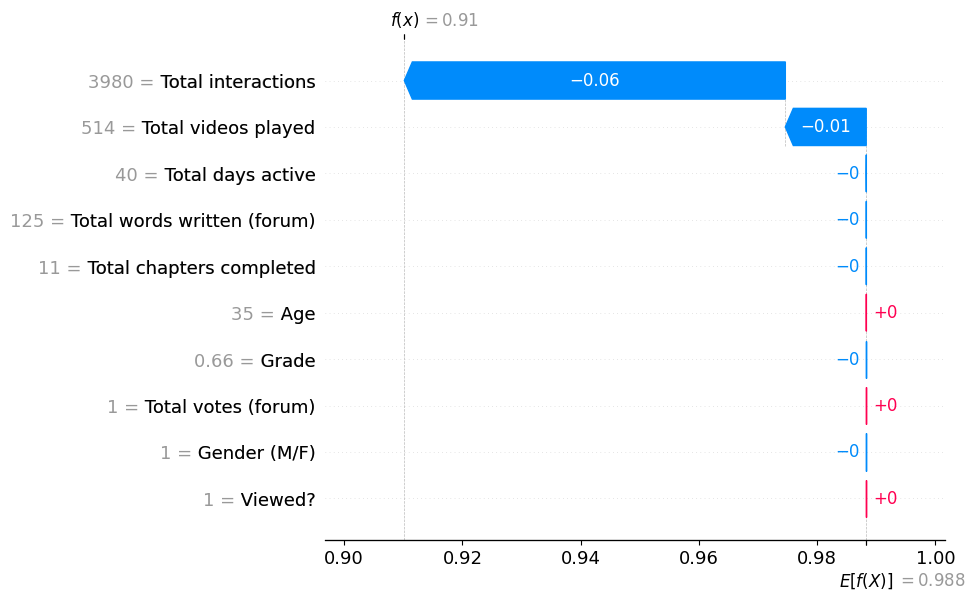 f(x) = 0.91
3980 = Total interactions −0.06
514 = Total videos played −0.01
40 = Total days active −0
125 = Total words written (forum) −0
11 = Total chapters completed −0
35 = Age +0
0.66 = Grade −0
1 = Total votes (forum) +0
1 = Gender (M/F) −0
1 = Viewed? +0
0.90 0.92 0.94 0.96 0.98 1.00
E[f(X)] = 0.988